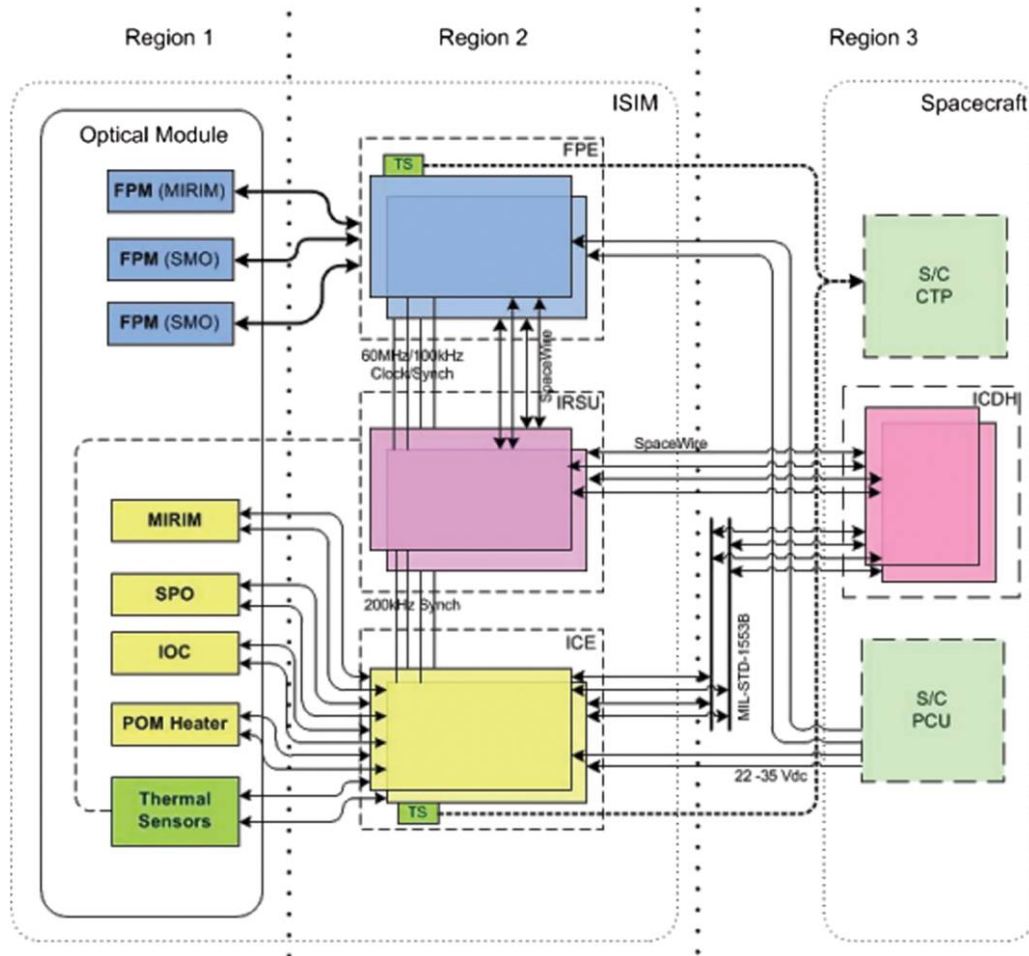 Region 1
Region 2
Region 3
ISIM
Spacecraft
Optical Module
FPE
TS
FPM (MIRIM)
FPM (SMO)
FPM (SMO)
S/C
CTP
60MHz/100kHz
Clock/Synch
SpaceWire
IRSU
ICDH
SpaceWire
MIRIM
SPO
IOC
POM Heater
Thermal
Sensors
200kHz Synch
ICE
TS
MIL-STD-1553B
S/C
PCU
22 -35 Vdc